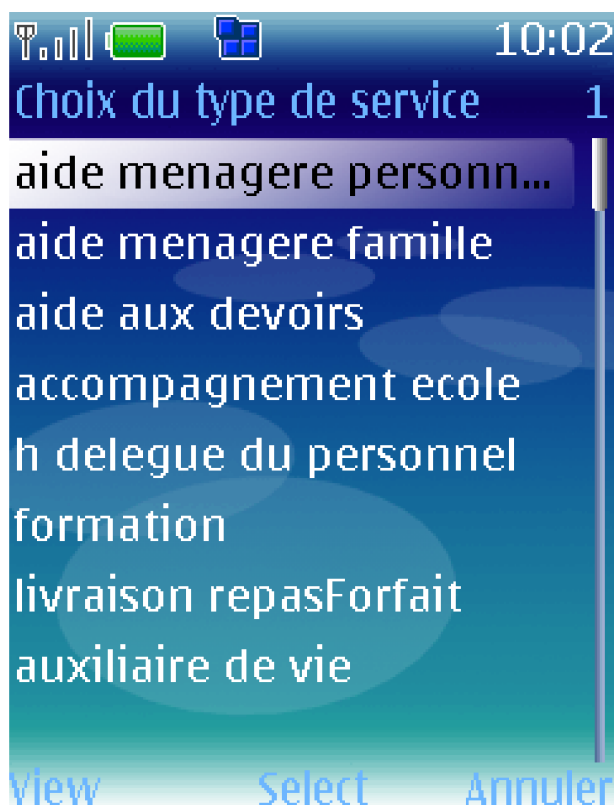 10:02
Choix du type de service 1
aide menagere personn...
aide menagere famille
aide aux devoirs
accompagnement ecole
h delegue du personnel
formation
livraison repasForfait
auxiliaire de vie
View Select Annuler